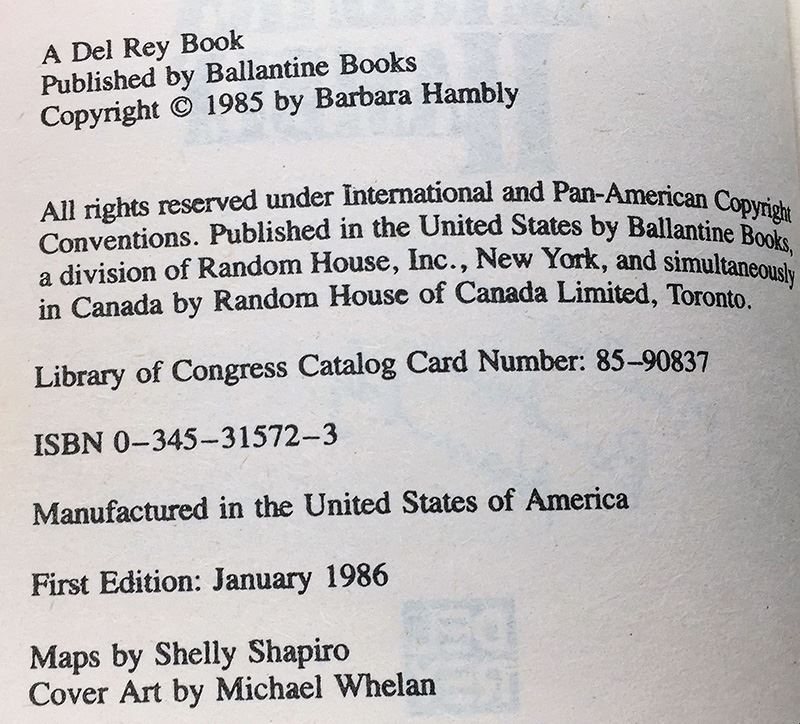 A Del Rey Book
Published by Ballantine Books
Copyright © 1985 by Barbara Hambly
All rights reserved under International and Pan-American Copyright
Conventions. Published in the United States by Ballantine Books,
a division of Random House, Inc., New York, and simultaneously
in Canada by Random House of Canada Limited, Toronto.
Library of Congress Catalog Card Number: 85–90837
ISBN 0–345–31572–3
Manufactured in the United States of America
First Edition: January 1986
Maps by Shelly Shapiro
Cover Art by Michael Whelan